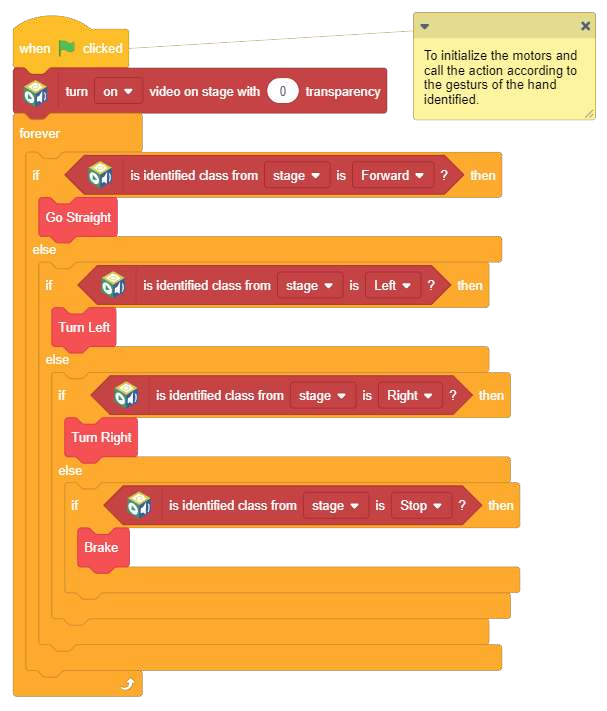 when clicked
To initialize the motors and
call the action according to
the gesturs of the hand
identified.
turn on video on stage with 0 transparency
forever
if is identified class from stage is Forward ? then
Go Straight
else
if is identified class from stage is Left ? then
Turn Left
else
if is identified class from stage is Right ? then
Turn Right
else
if is identified class from stage is Stop ? then
Brake